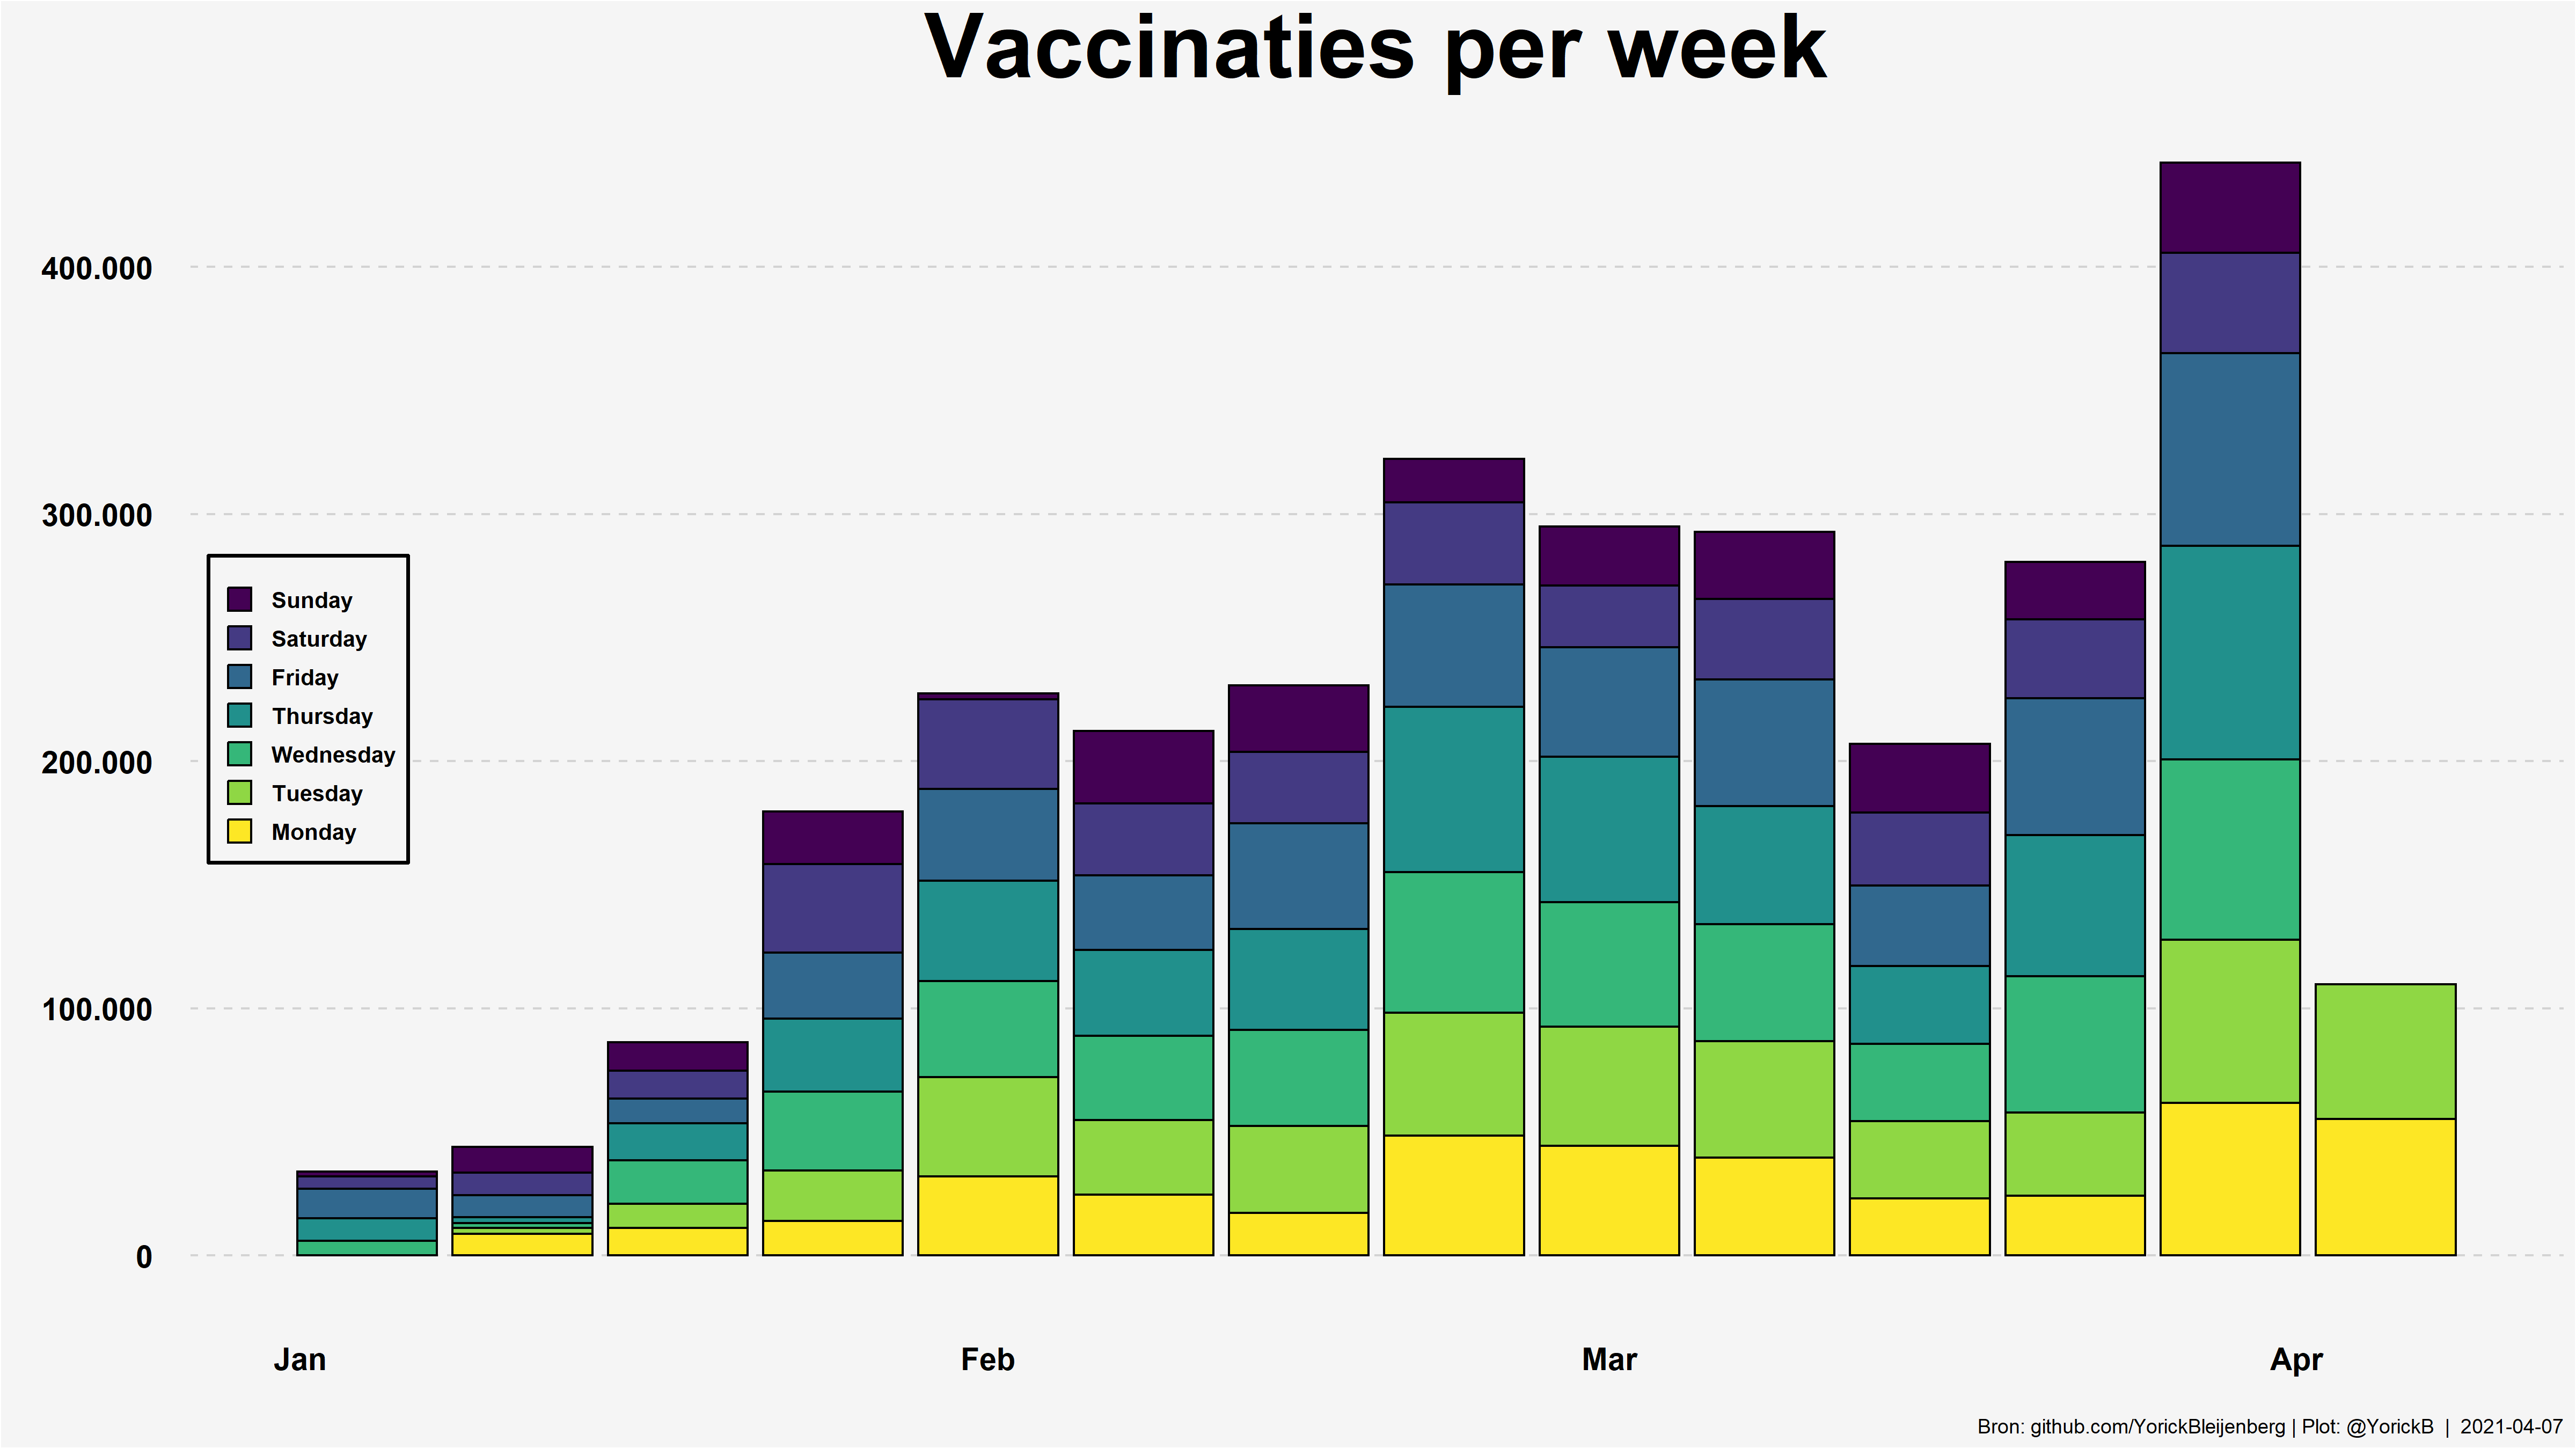 Vaccinaties per week
400.000
300.000
200.000
100.000
0
Sunday
Saturday
Friday
Thursday
Wednesday
Tuesday
Monday
Jan Feb Mar Apr
Bron: github.com/YorickBleijenberg | Plot: @YorickB | 2021-04-07